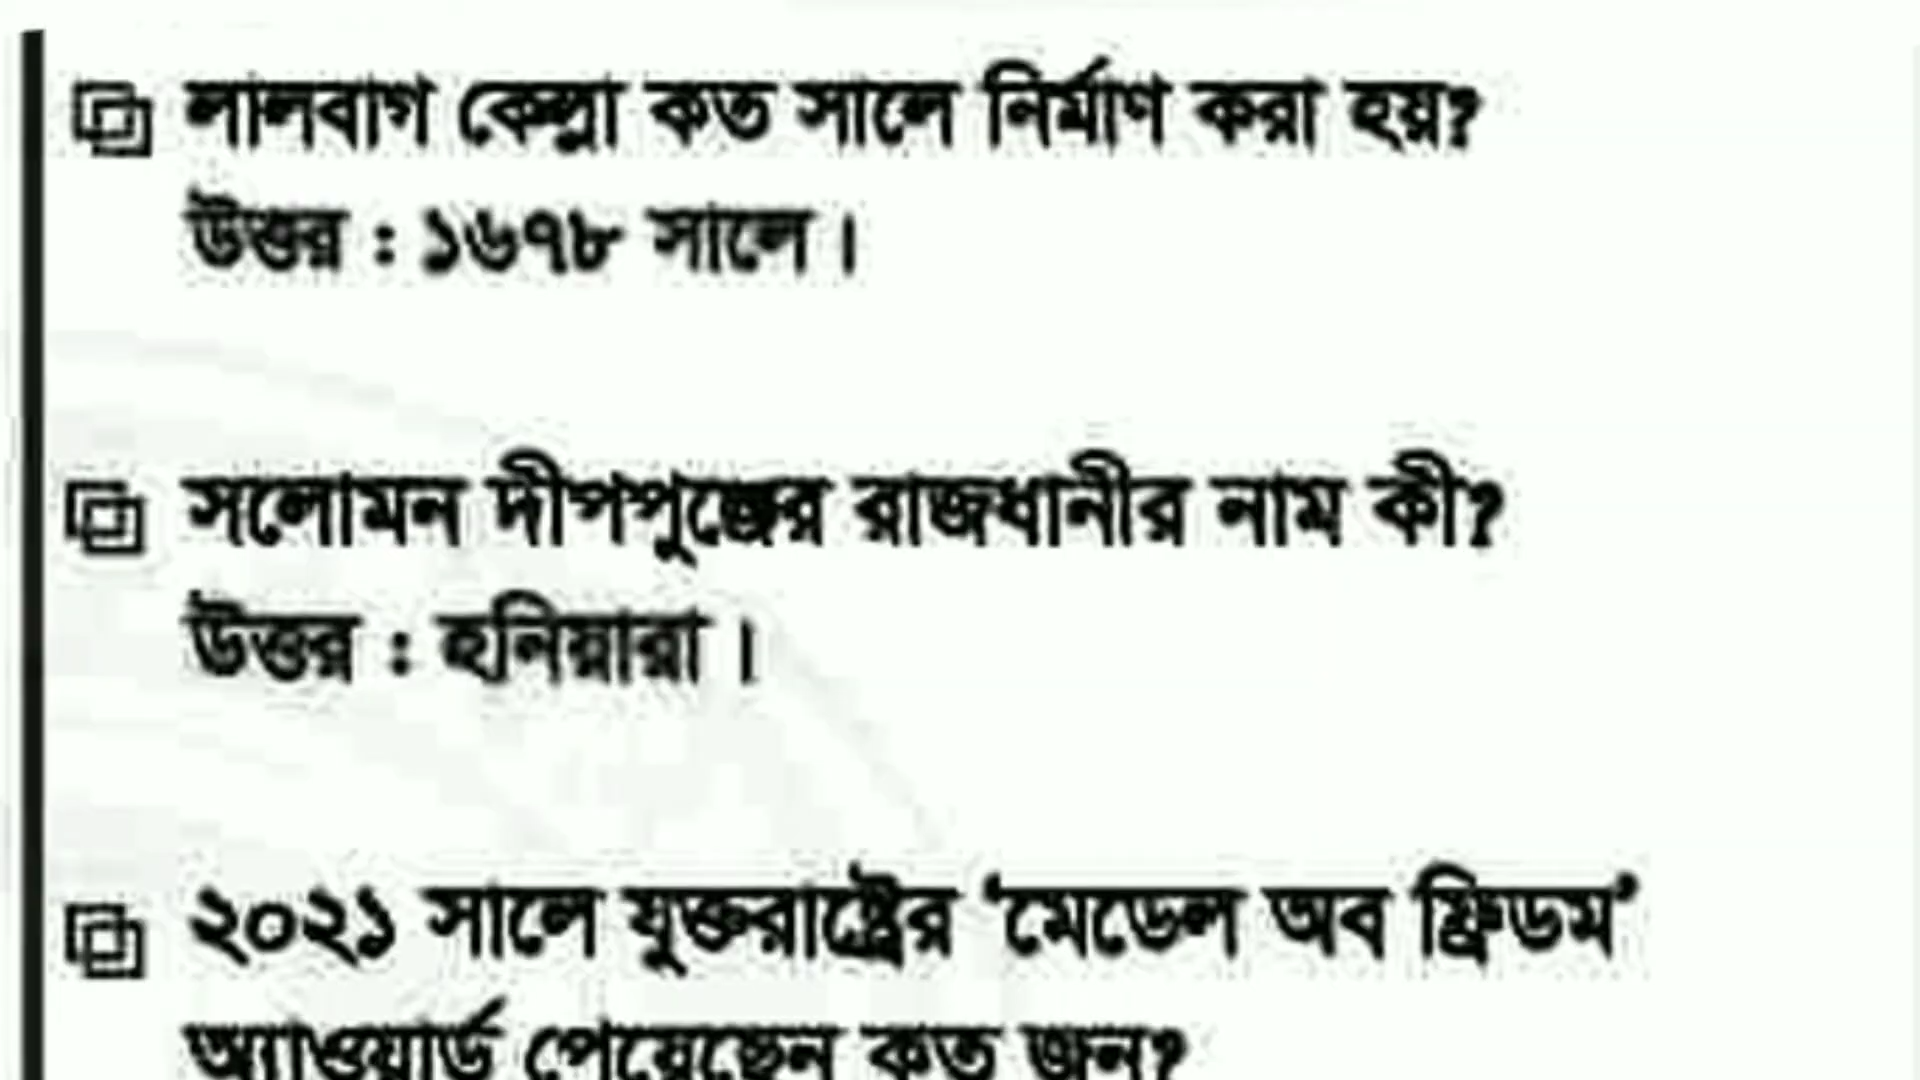 লালবাগ কেল্লা কত সালে নির্মাণ করা হয়?
উত্তর : ১৬৭৮ সালে।
সলোমন দীপপুঞ্জের রাজধানীর নাম কী?
উত্তর : হনিয়ারা।
২০২১ সালে যুক্তরাষ্ট্রের ‘মেডেল অব ফ্রিডম’
অ্যাওয়ার্ড পেয়েছেন কত জন?